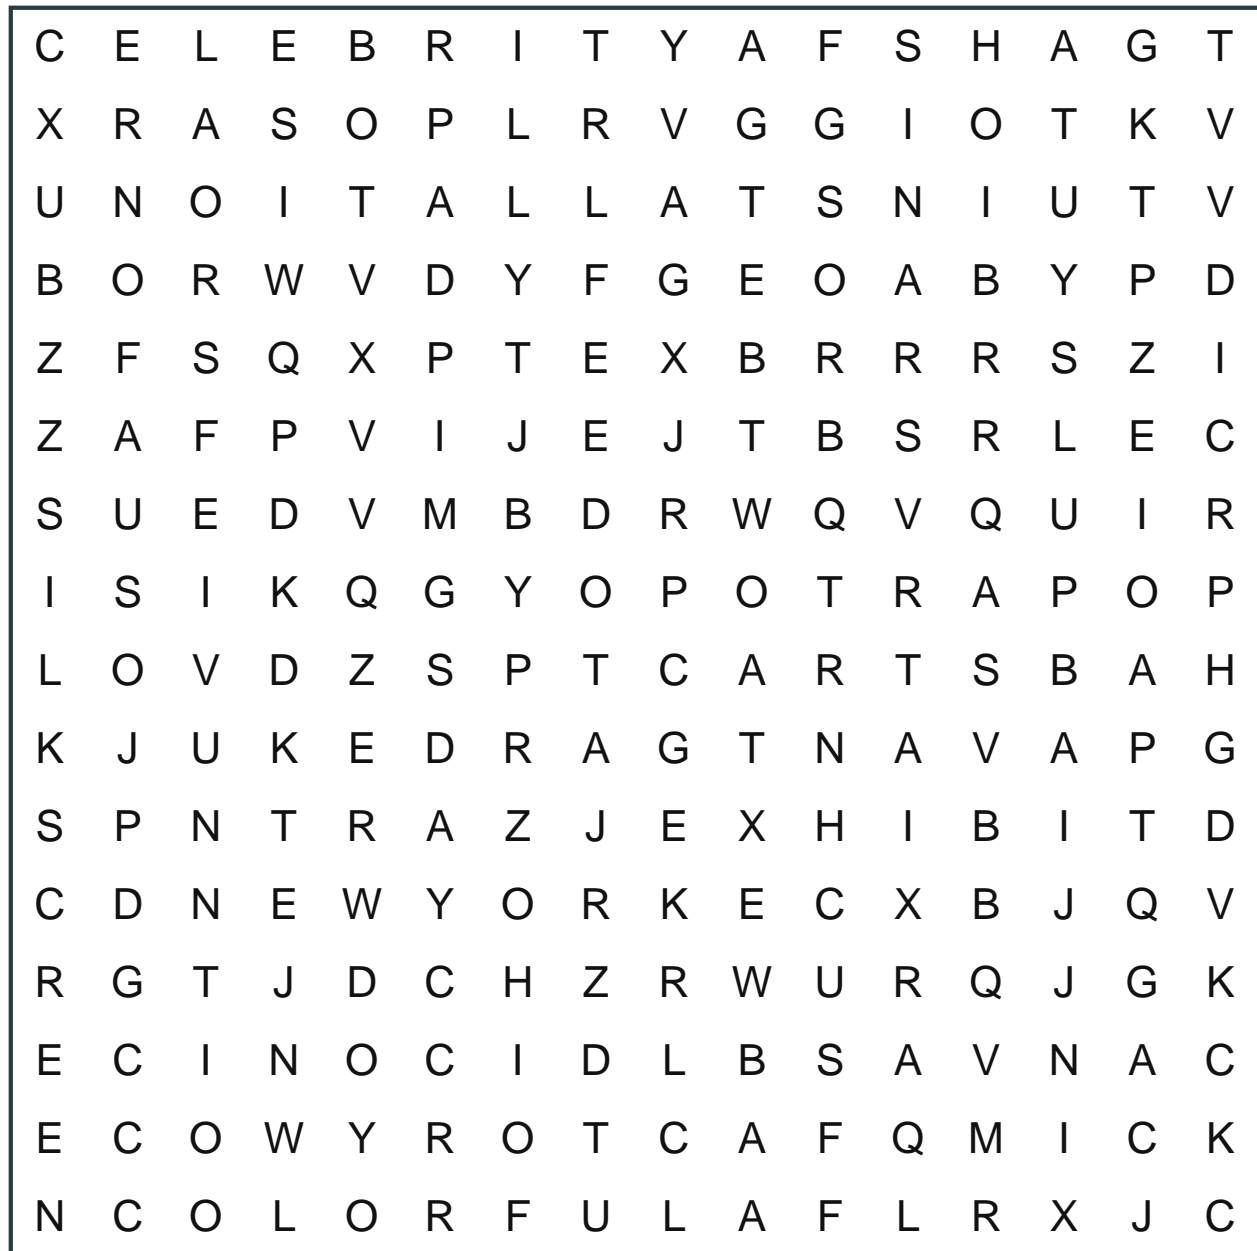 C E L E B R I T Y A F S H A G T
X R A S O P L R V G G I O T K V
U N O I T A L L A T S N I U T V
B O R W V D Y F G E O A B Y P D
Z F S Q X P T E X B R R R S Z I
Z A F P V I J E J T B S R L E C
S U E D V M B D R W Q V Q U I R
I S I K Q G Y O P O T R A P O P
L O V D Z S P T C A R T S B A H
K J U K E D R A G T N A V A P G
S P N T R A Z J E X H I B I T D
C D N E W Y O R K E C X B J Q V
R G T J D C H Z R W U R Q J G K
E C I N O C I D L B S A V N A C
E C O W Y R O T C A F Q M I C K
N C O L O R F U L A F L R X J C